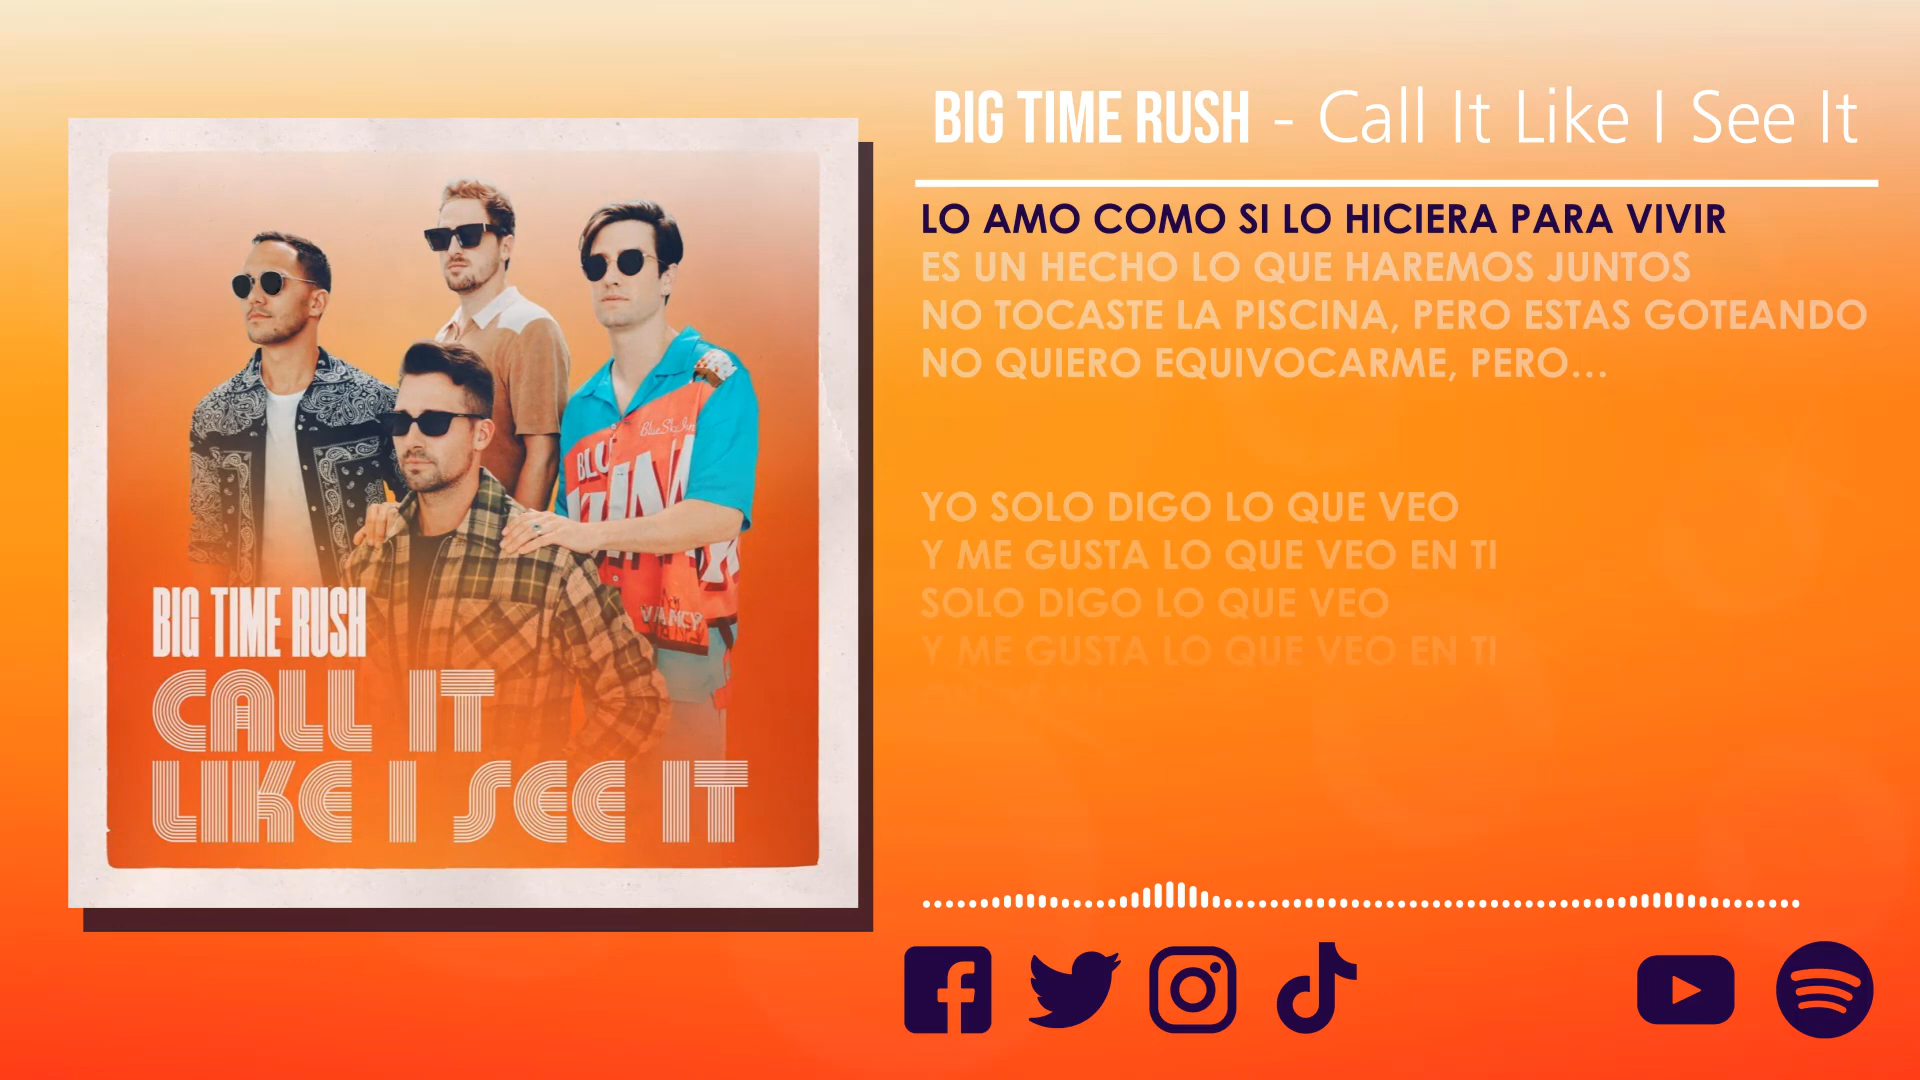 BIG TIME RUSH - Call It Like I See It
LO AMO COMO SI LO HICIERA PARA VIVIR
ES UN HECHO LO QUE HAREMOS JUNTOS
NO TOCASTE LA PISCINA, PERO ESTAS GOTEANDO
NO QUIERO EQUIVOCARME, PERO...
YO SOLO DIGO LO QUE VEO
Y ME GUSTA LO QUE VEO EN TI
SOLO DIGO LO QUE VEO
Y ME GUSTA LO QUE VEO EN TI
BIG TIME RUSH
CALL IT
LIKE I SEE IT